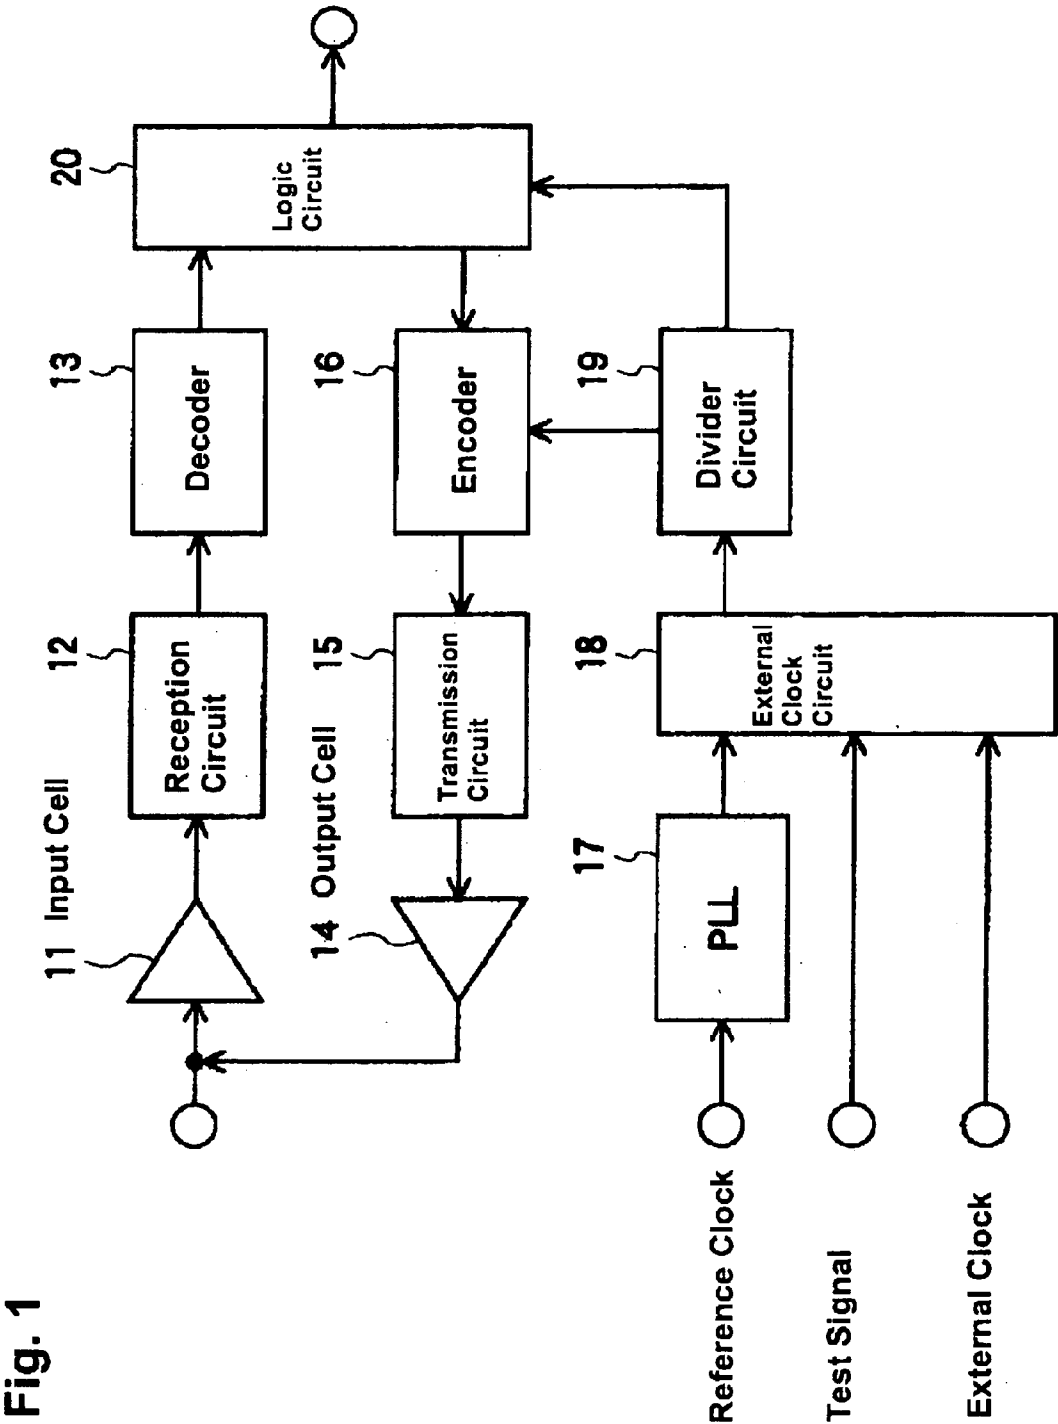 Fig. 1
11 Input Cell
12
Reception
Circuit
13
Decoder
20
Logic
Circuit
14 Output Cell
15
Transmission
Circuit
16
Encoder
17
PLL
18
External
Clock
Circuit
19
Divider
Circuit
Reference Clock
Test Signal
External Clock